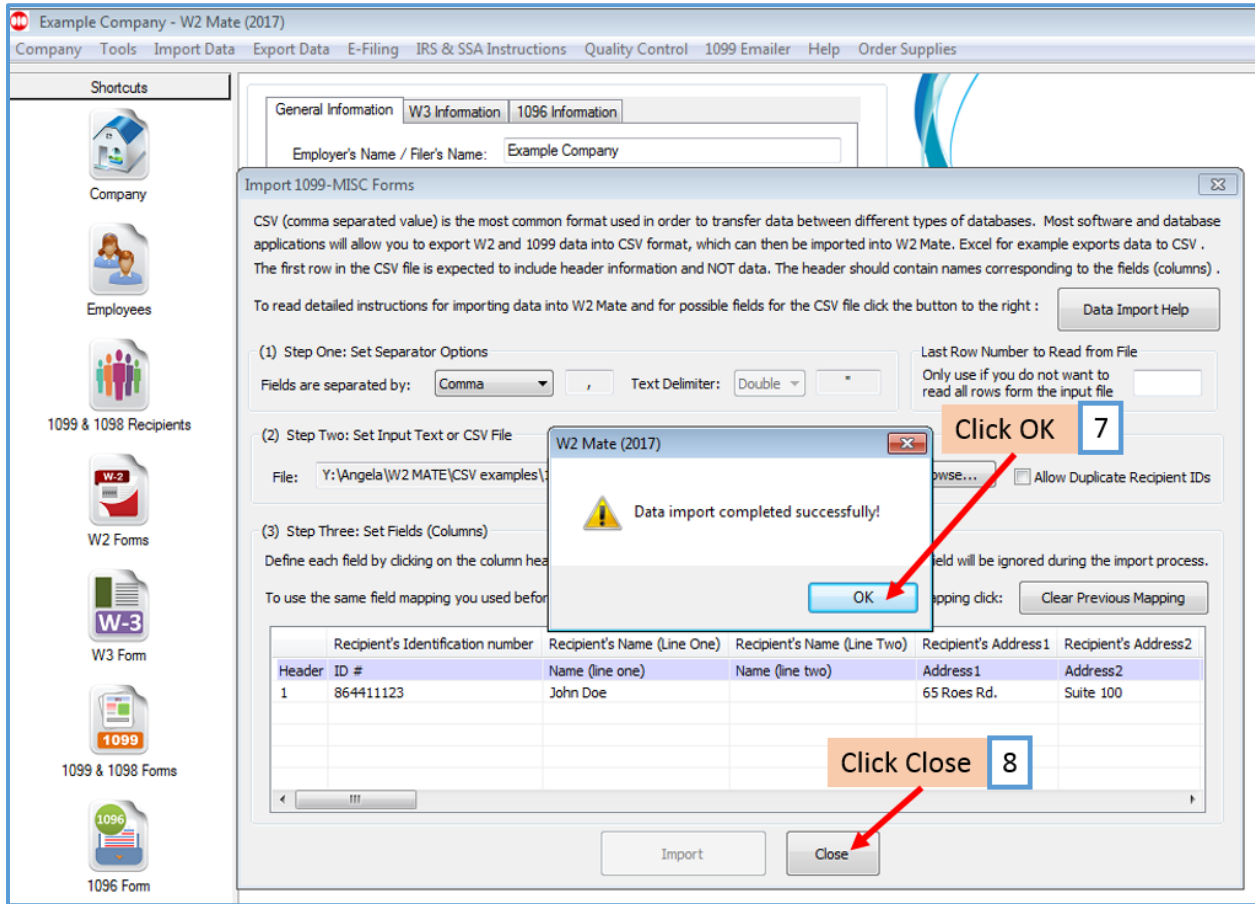 Example Company - W2 Mate (2017)
Company Tools Import Data Export Data E-Filing IRS & SSA Instructions Quality Control 1099 Emailer Help Order Supplies
Shortcuts
Company
Employees
1099 & 1098 Recipients
W-2
W2 Forms
W-3
W3 Form
1099
1099 & 1098 Forms
1096
1096 Form
General Information W3 Information 1096 Information
Employer's Name / Filer's Name: Example Company
Import 1099-MISC Forms
CSV (comma separated value) is the most common format used in order to transfer data between different types of databases. Most software and database
applications will allow you to export W2 and 1099 data into CSV format, which can then be imported into W2 Mate. Excel for example exports data to CSV .
The first row in the CSV file is expected to include header information and NOT data. The header should contain names corresponding to the fields (columns) .
To read detailed instructions for importing data into W2 Mate and for possible fields for the CSV file click the button to the right : Data Import Help
(1) Step One: Set Separator Options
Fields are separated by: Comma , Text Delimiter: Double "
Last Row Number to Read from File
Only use if you do not want to
read all rows form the input file
Click OK 7
(2) Step Two: Set Input Text or CSV File
File: Y:\Angela\W2 MATE\CSV examples\ Allow Duplicate Recipient IDs
W2 Mate (2017)
Data import completed successfully!
OK
(3) Step Three: Set Fields (Columns)
Define each field by clicking on the column field will be ignored during the import process.
To use the same field mapping you used click: Clear Previous Mapping
Recipient's Identification number Recipient's Name (Line One) Recipient's Name (Line Two) Recipient's Address1 Recipient's Address2
Header ID # Name (line one) Name (line two) Address1 Address2
1 864411123 John Doe 65 Roes Rd. Suite 100
Click Close 8
Import Close